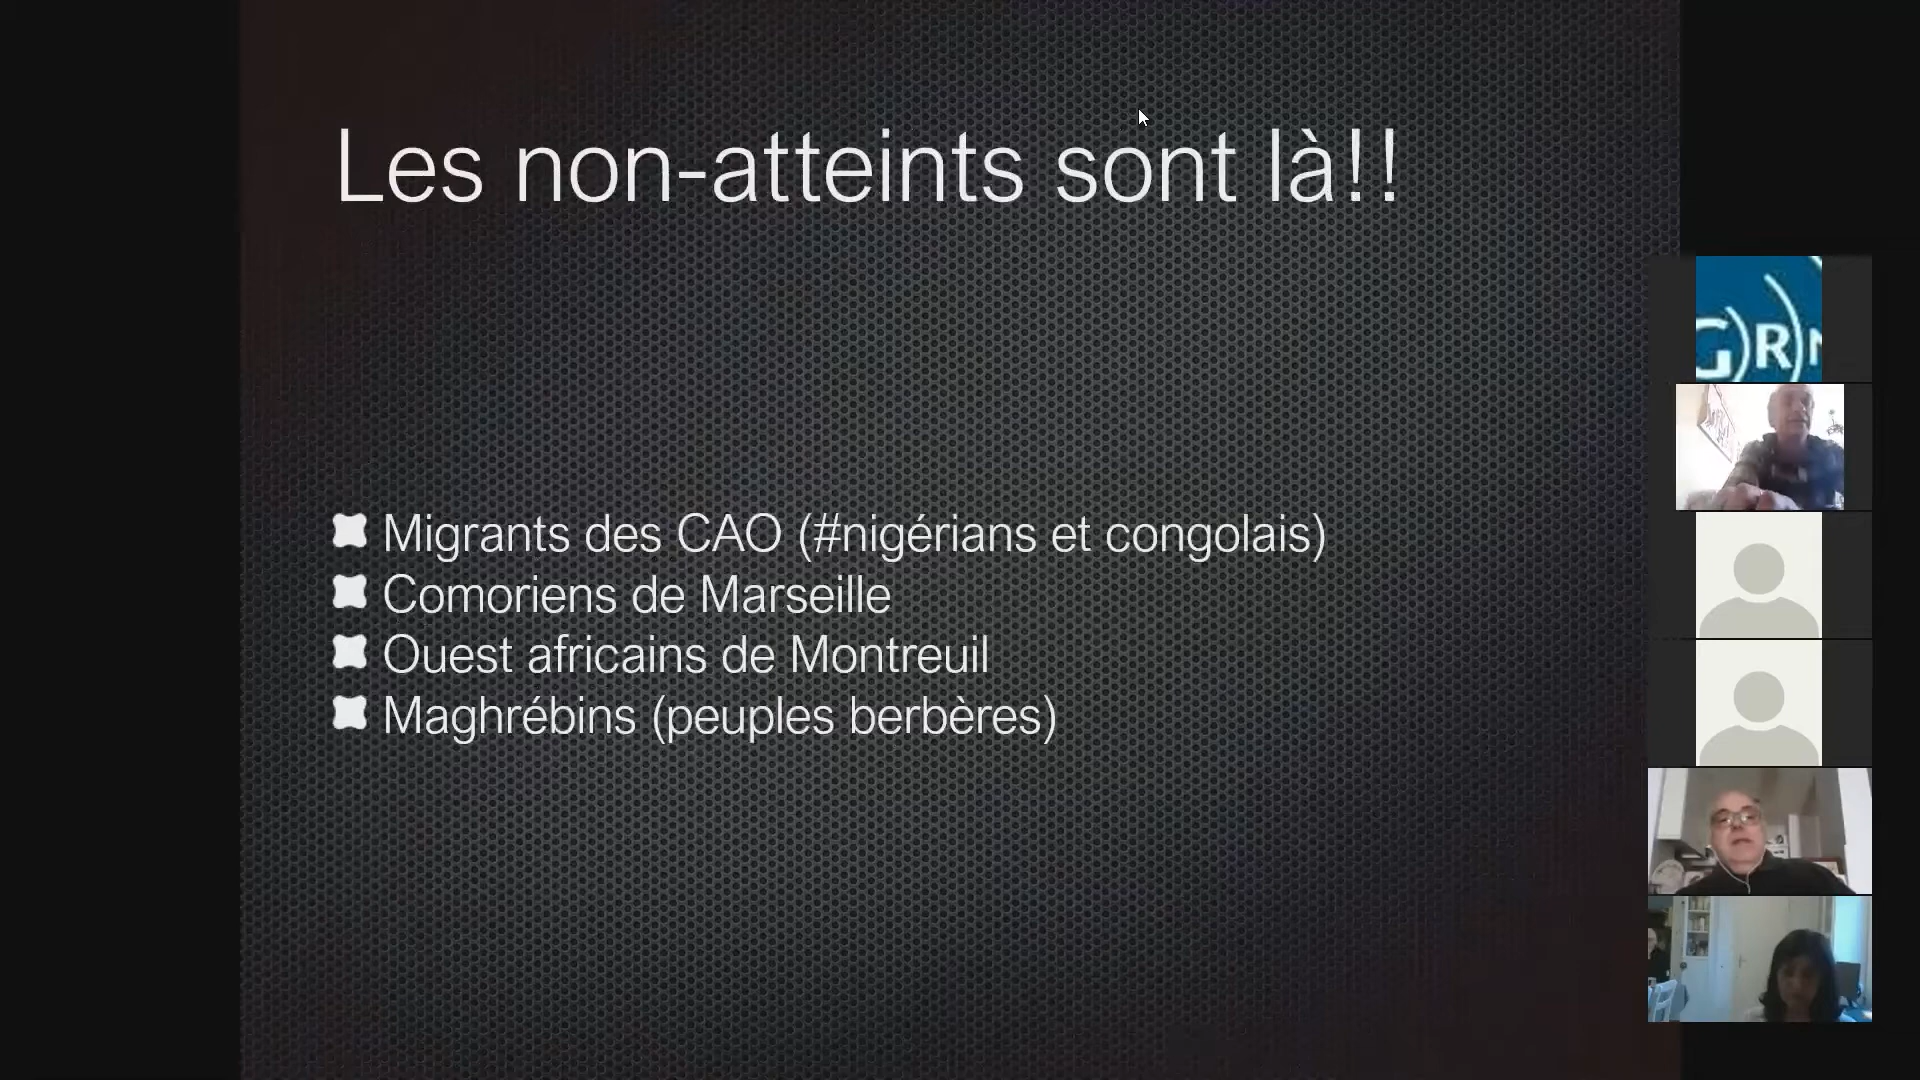 Les non-atteints sont là!!
Migrants des CAO (#nigérians et congolais)
Comoriens de Marseille
Ouest africains de Montreuil
Maghrébins (peuples berbères)
G)R)N